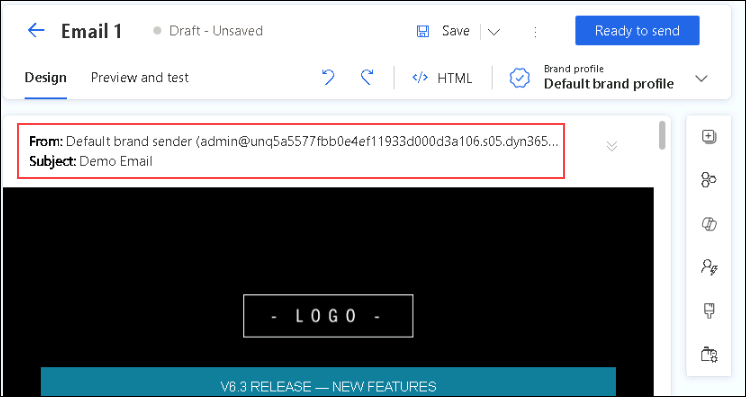 Email 1
Draft - Unsaved
Save
Ready to send
Design
Preview and test
HTML
Brand profile
Default brand profile
From: Default brand sender (admin@unq5a5577fbb0e4ef11933d000d3a106.s05.dyn365...
Subject: Demo Email
- LOGO -
V6.3 RELEASE — NEW FEATURES